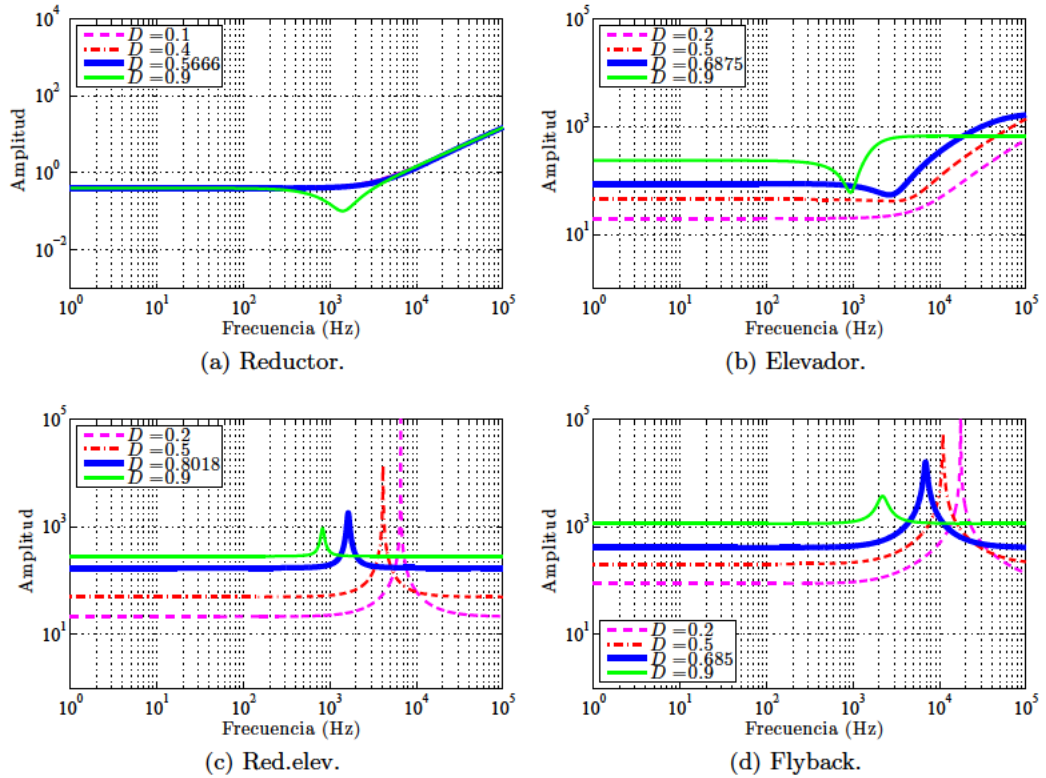 D =0.1
D =0.4
D =0.5666
D =0.9
10^4
10^2
10^0
10^-2
Amplitud
10^0 10^1 10^2 10^3 10^4 10^5
Frecuencia (Hz)
(a) Reductor.
D =0.2
D =0.5
D =0.6875
D =0.9
10^5
10^3
10^1
Amplitud
10^0 10^1 10^2 10^3 10^4 10^5
Frecuencia (Hz)
(b) Elevador.
D =0.2
D =0.5
D =0.8018
D =0.9
10^5
10^3
10^1
Amplitud
10^0 10^1 10^2 10^3 10^4 10^5
Frecuencia (Hz)
(c) Red.elev.
10^5
10^3
10^1
Amplitud
D =0.2
D =0.5
D =0.685
D =0.9
10^0 10^1 10^2 10^3 10^4 10^5
Frecuencia (Hz)
(d) Flyback.